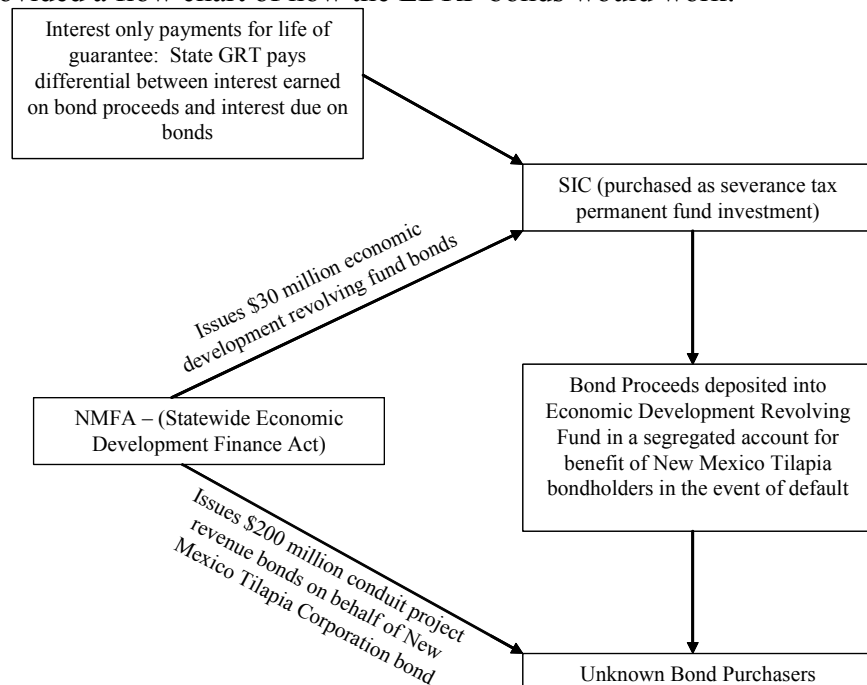 a flow chart of how the EDRF bonds would work.
Interest only payments for life of
guarantee:  State GRT pays
differential between interest earned
on bond proceeds and interest due on
bonds
SIC (purchased as severance tax
permanent fund investment)
Issues $30 million economic
development revolving fund bonds
NMFA – (Statewide Economic
Development Finance Act)
Bond Proceeds deposited into
Economic Development Revolving
Fund in a segregated account for
benefit of New Mexico Tilapia
bondholders in the event of default
Issues $200 million conduit project
revenue bonds on behalf of New
Mexico Tilapia Corporation bond
Unknown Bond Purchasers